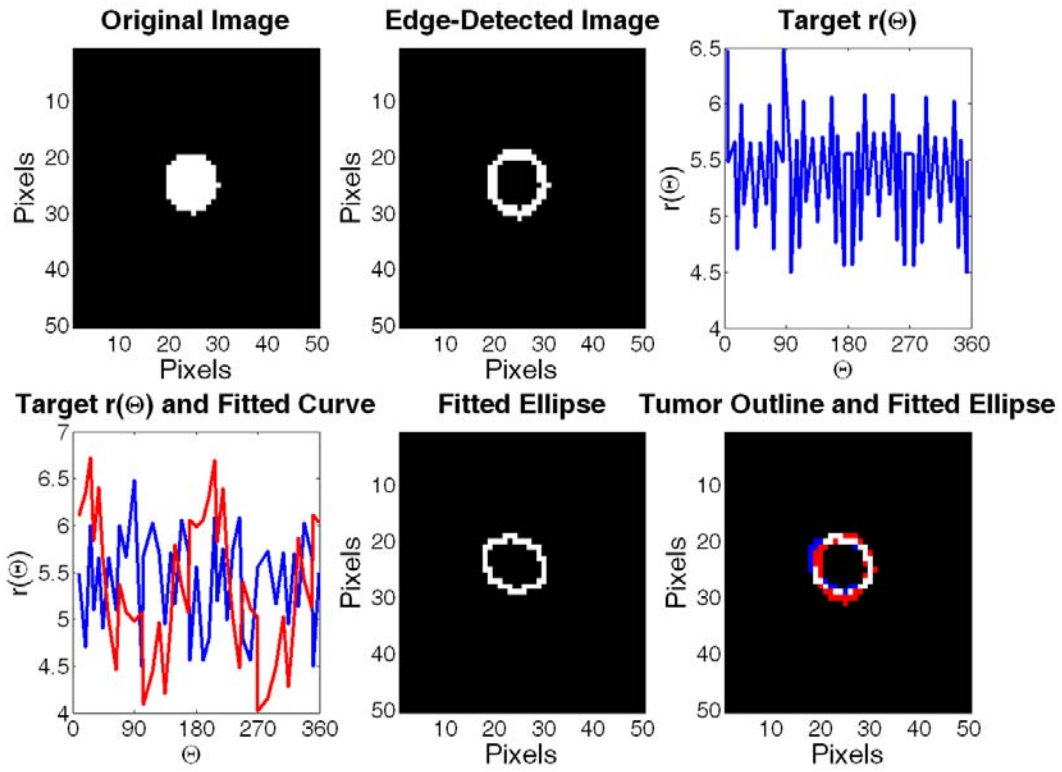 Original Image
Edge-Detected Image
Target r(Θ)
10
20
30
40
50
Pixels
10 20 30 40 50
Pixels
10
20
30
40
50
Pixels
10 20 30 40 50
Pixels
6.5
6
5.5
5
4.5
4
r(Θ)
0 90 180 270 360
Θ
Target r(Θ) and Fitted Curve
Fitted Ellipse
Tumor Outline and Fitted Ellipse
7
6.5
6
5.5
5
4.5
4
r(Θ)
0 90 180 270 360
Θ
10
20
30
40
50
Pixels
10 20 30 40 50
Pixels
10
20
30
40
50
Pixels
10 20 30 40 50
Pixels